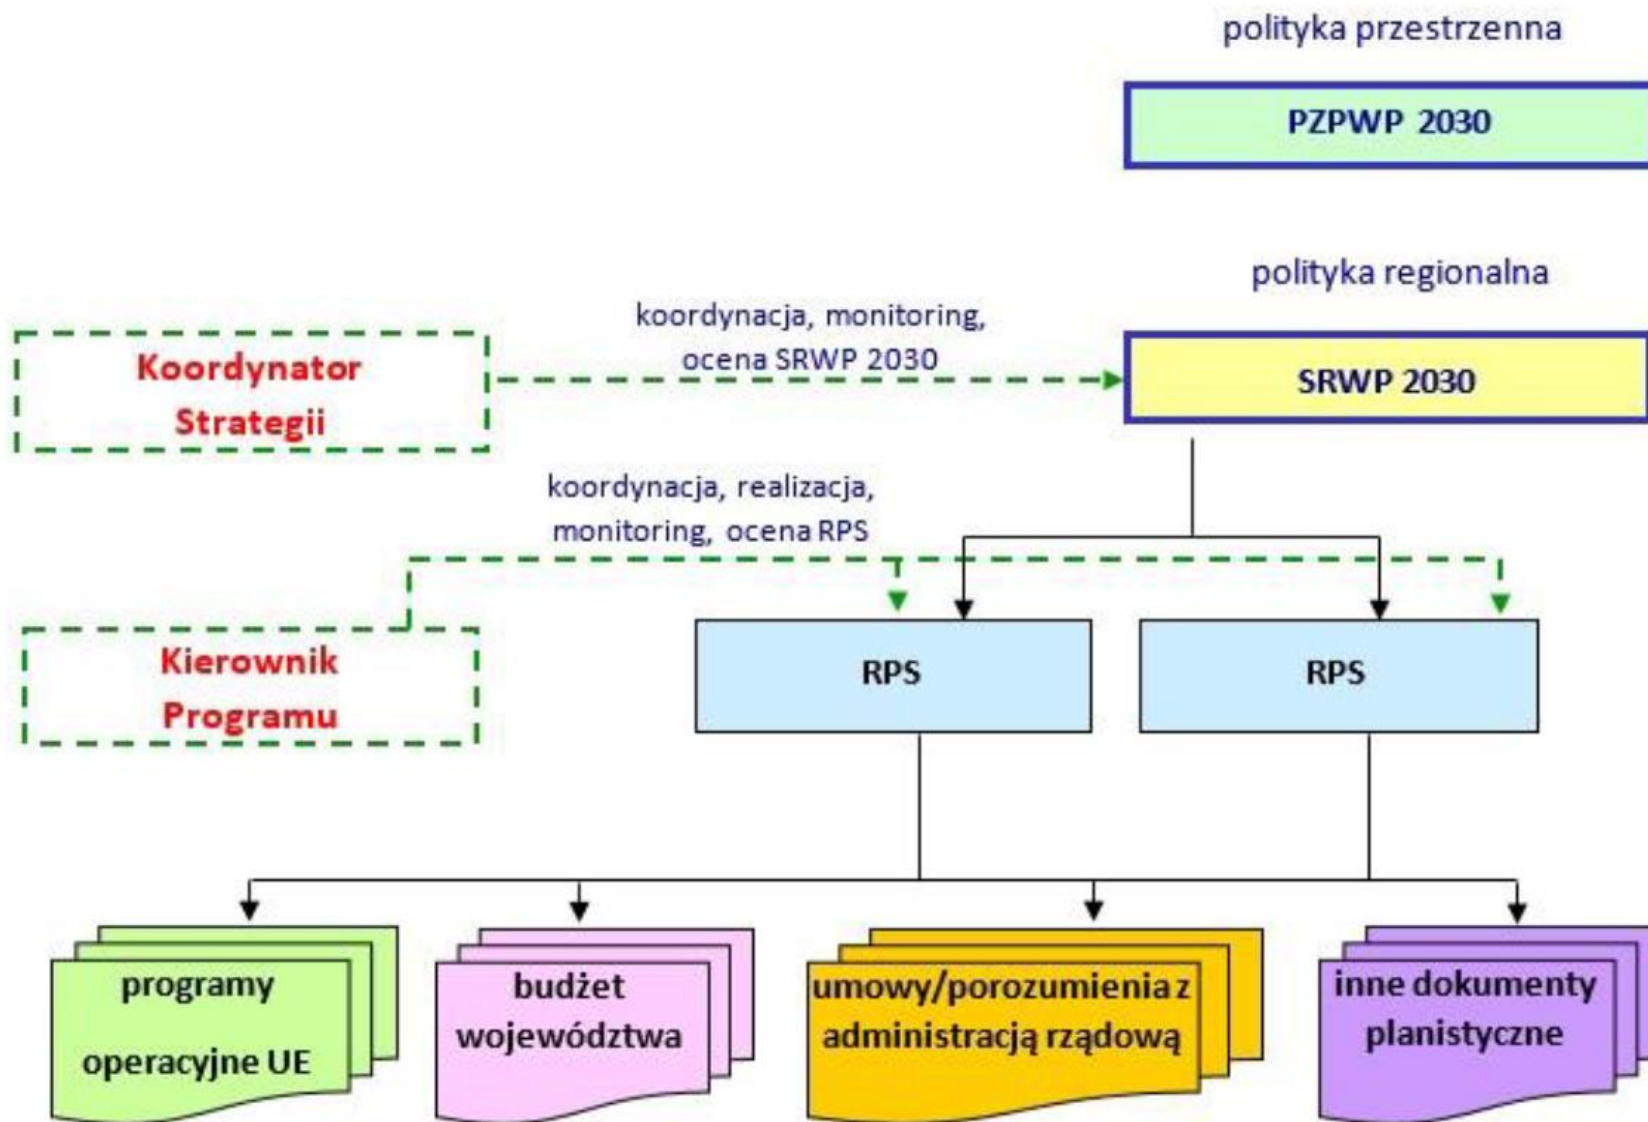 polityka przestrzenna
PZPWP 2030
polityka regionalna
koordynacja, monitoring,
ocena SRWP 2030
Koordynator
Strategii
SRWP 2030
koordynacja, realizacja,
monitoring, ocena RPS
Kierownik
Programu
RPS
RPS
programy
operacyjne UE
budżet
województwa
umowy/porozumienia z
administracją rządową
inne dokumenty
planistyczne